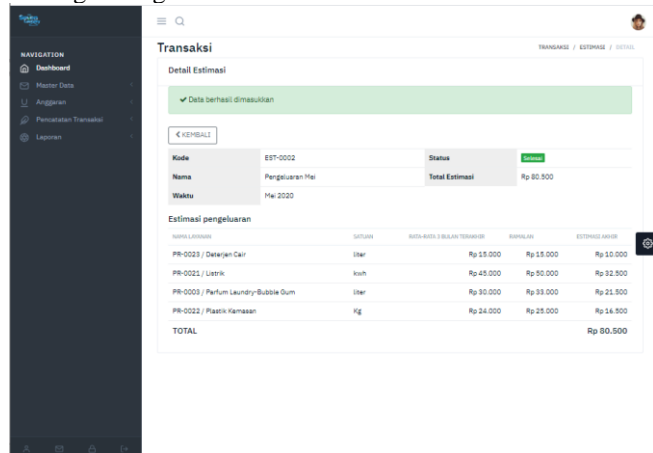 Transaksi
TRANSAKSI / ESTIMASI / DETAIL
NAVIGATION
Dashboard
Master Data
Anggaran
Pencatatan Transaksi
Laporan
Detail Estimasi
Data berhasil dimasukkan
KEMBALI
Kode EST-0002 Status Selesai
Nama Pengeluaran Mei Total Estimasi Rp 80.500
Waktu Mei 2020
Estimasi pengeluaran
NAMA LAYANAN SATUAN RATA-RATA 3 BULAN TERAKHIR RAMALAN ESTIMASI AKHIR
PR-0023 / Deterjen Cair liter Rp 15.000 Rp 15.000 Rp 10.000
PR-0021 / Listrik kwh Rp 45.000 Rp 50.000 Rp 32.500
PR-0003 / Parfum Laundry-Bubble Gum liter Rp 30.000 Rp 33.000 Rp 21.500
PR-0022 / Plastik Kemasan Kg Rp 24.000 Rp 25.000 Rp 16.500
TOTAL Rp 80.500